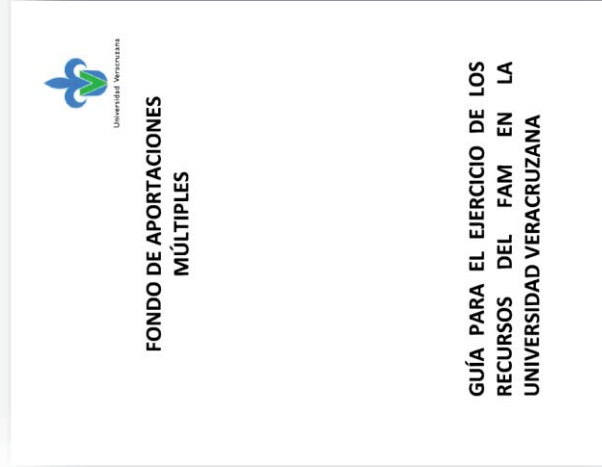 Universidad Veracruzana
FONDO DE APORTACIONES
MÚLTIPLES
GUÍA PARA EL EJERCICIO DE LOS
RECURSOS DEL FAM EN LA
UNIVERSIDAD VERACRUZANA